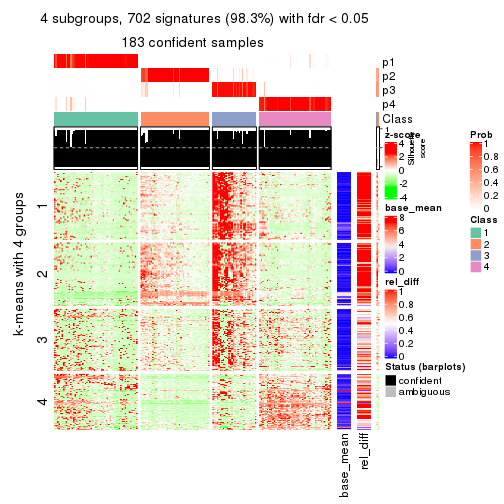 4 subgroups, 702 signatures (98.3%) with fdr < 0.05
183 confident samples
p1
p2
p3
p4
Class
1
Silhouette
score
k-means with 4 groups
1
2
3
4
base_mean
rel_diff
z-score
4
2
0
-2
-4
base_mean
8
6
4
2
0
rel_diff
1
0.8
0.6
0.4
0.2
0
Status (barplots)
confident
ambiguous
Prob
1
0.8
0.6
0.4
0.2
0
Class
1
2
3
4